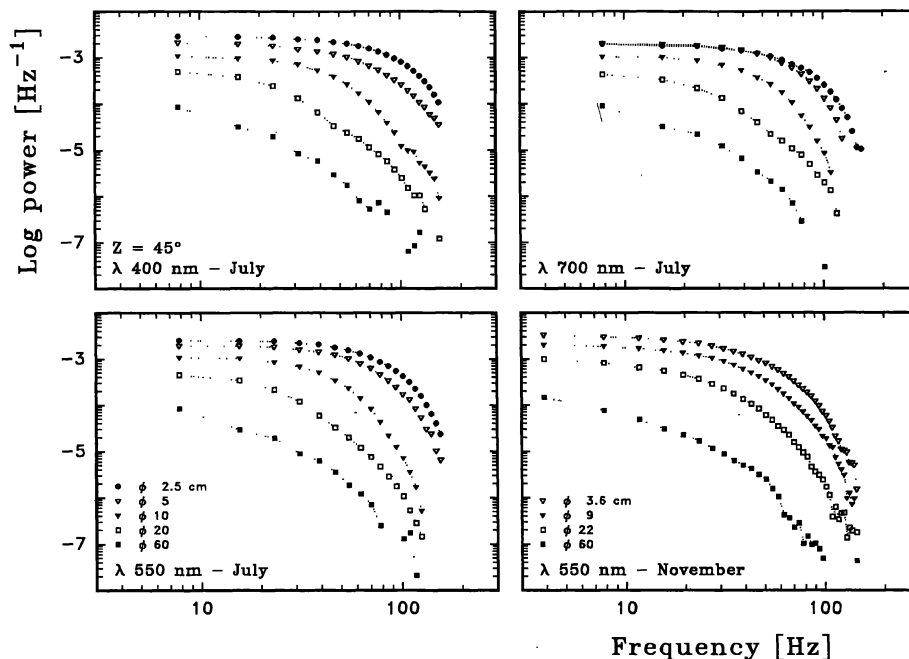 Log power [Hz⁻¹]
-3
-5
-7
Z = 45°
λ 400 nm – July
λ 700 nm – July
-3
-5
-7
● ϕ 2.5 cm
▽ ϕ 5
▼ ϕ 10
□ ϕ 20
■ ϕ 60
λ 550 nm – July
▽ ϕ 3.6 cm
▼ ϕ 9
□ ϕ 22
■ ϕ 60
λ 550 nm – November
10 100
10 100
Frequency [Hz]